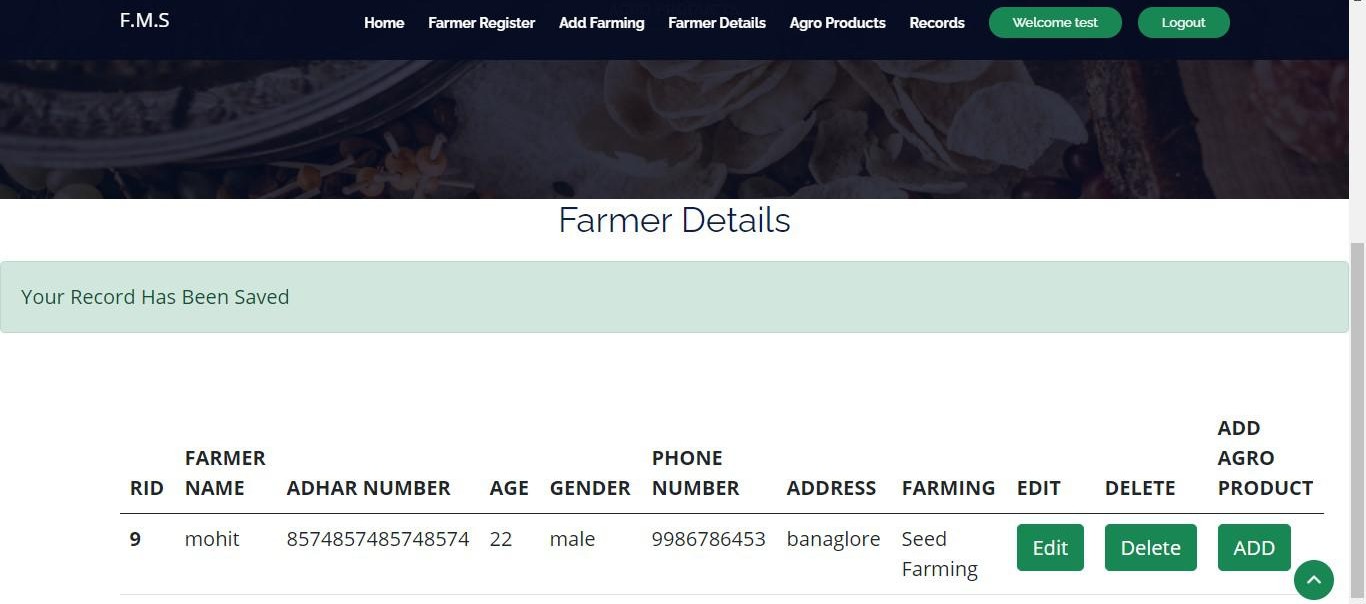 F.M.S
Home Farmer Register Add Farming Farmer Details Agro Products Records Welcome test Logout
Farmer Details
Your Record Has Been Saved
ADD
FARMER PHONE AGRO
RID NAME ADHAR NUMBER AGE GENDER NUMBER ADDRESS FARMING EDIT DELETE PRODUCT
9 mohit 8574857485748574 22 male 9986786453 banaglore Seed Edit Delete ADD
Farming